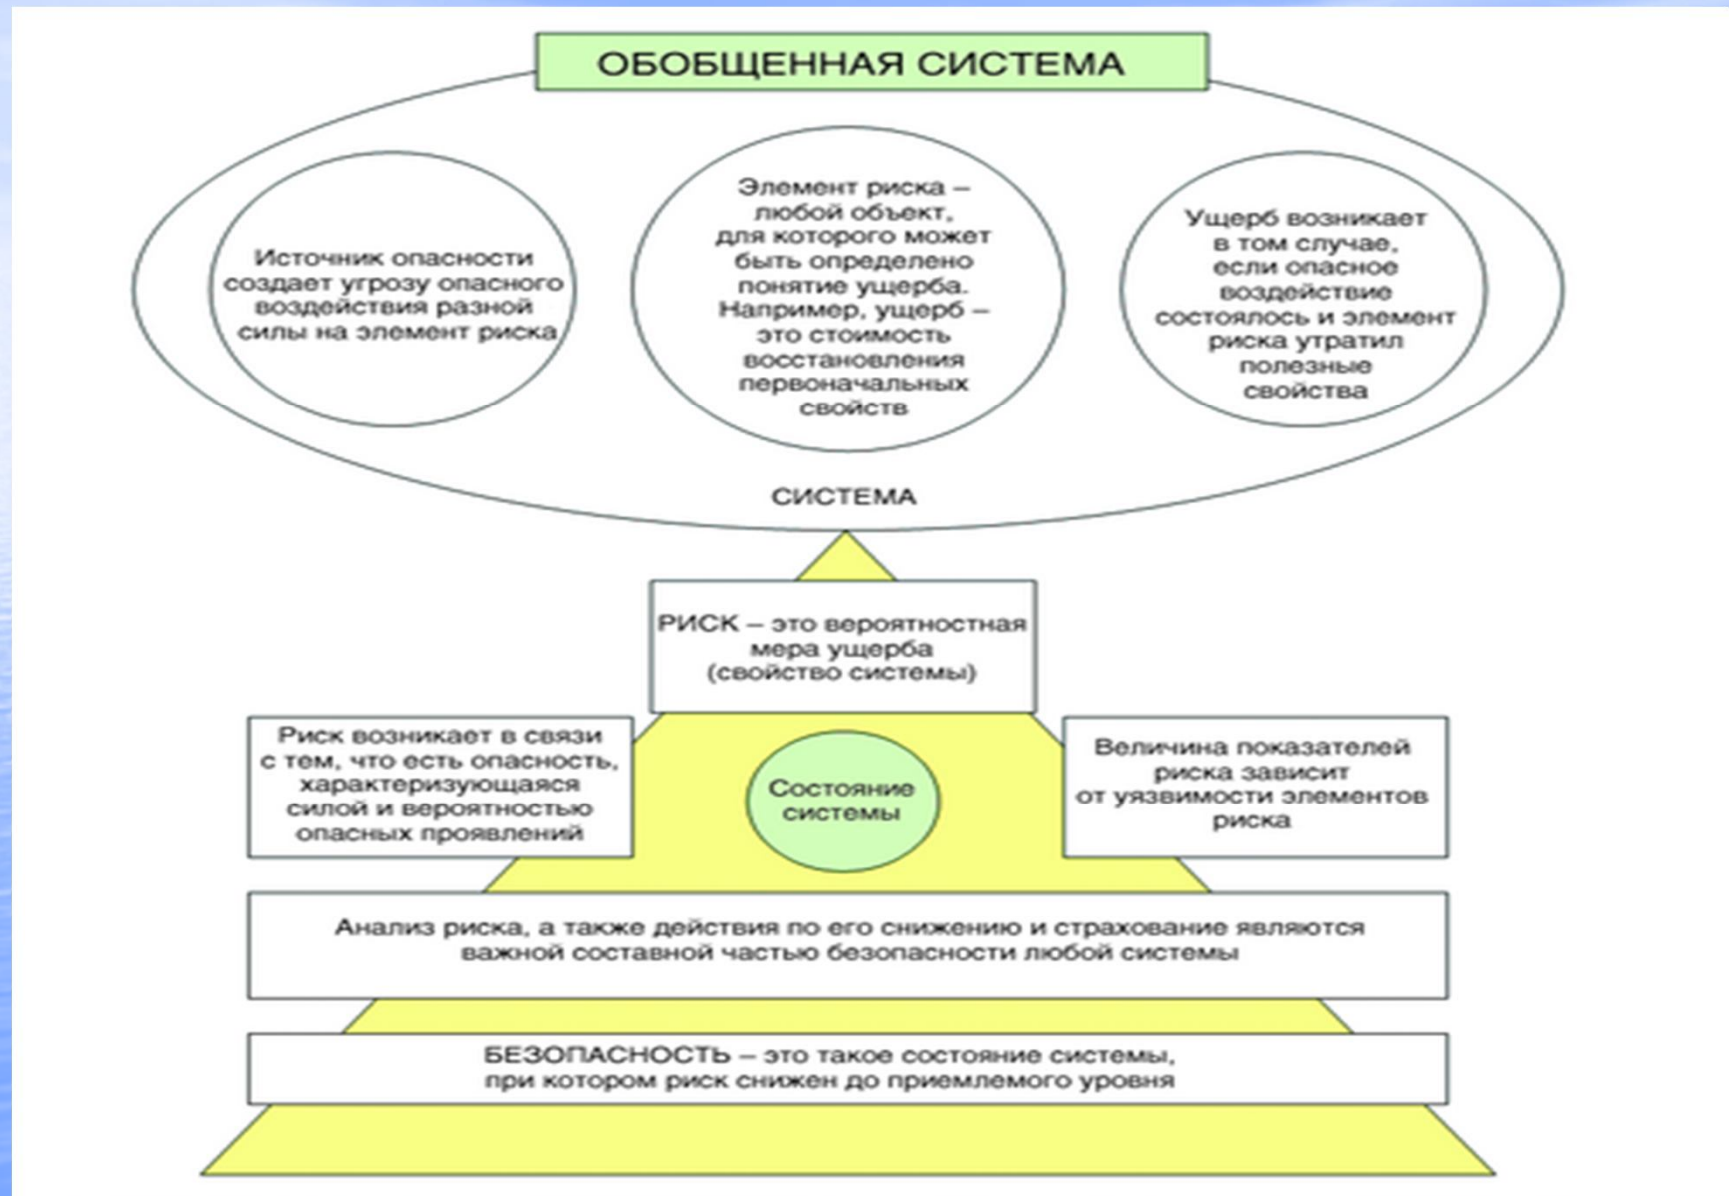 ОБОБЩЕННАЯ СИСТЕМА
Источник опасности
создает угрозу опасного
воздействия разной
силы на элемент риска
Элемент риска –
любой объект,
для которого может
быть определено
понятие ущерба.
Например, ущерб –
это стоимость
восстановления
первоначальных
свойств
Ущерб возникает
в том случае,
если опасное
воздействие
состоялось и элемент
риска утратил
полезные
свойства
СИСТЕМА
РИСК – это вероятностная
мера ущерба
(свойство системы)
Риск возникает в связи
с тем, что есть опасность,
характеризующаяся
силой и вероятностью
опасных проявлений
Состояние
системы
Величина показателей
риска зависит
от уязвимости элементов
риска
Анализ риска, а также действия по его снижению и страхование являются
важной составной частью безопасности любой системы
БЕЗОПАСНОСТЬ – это такое состояние системы,
при котором риск снижен до приемлемого уровня